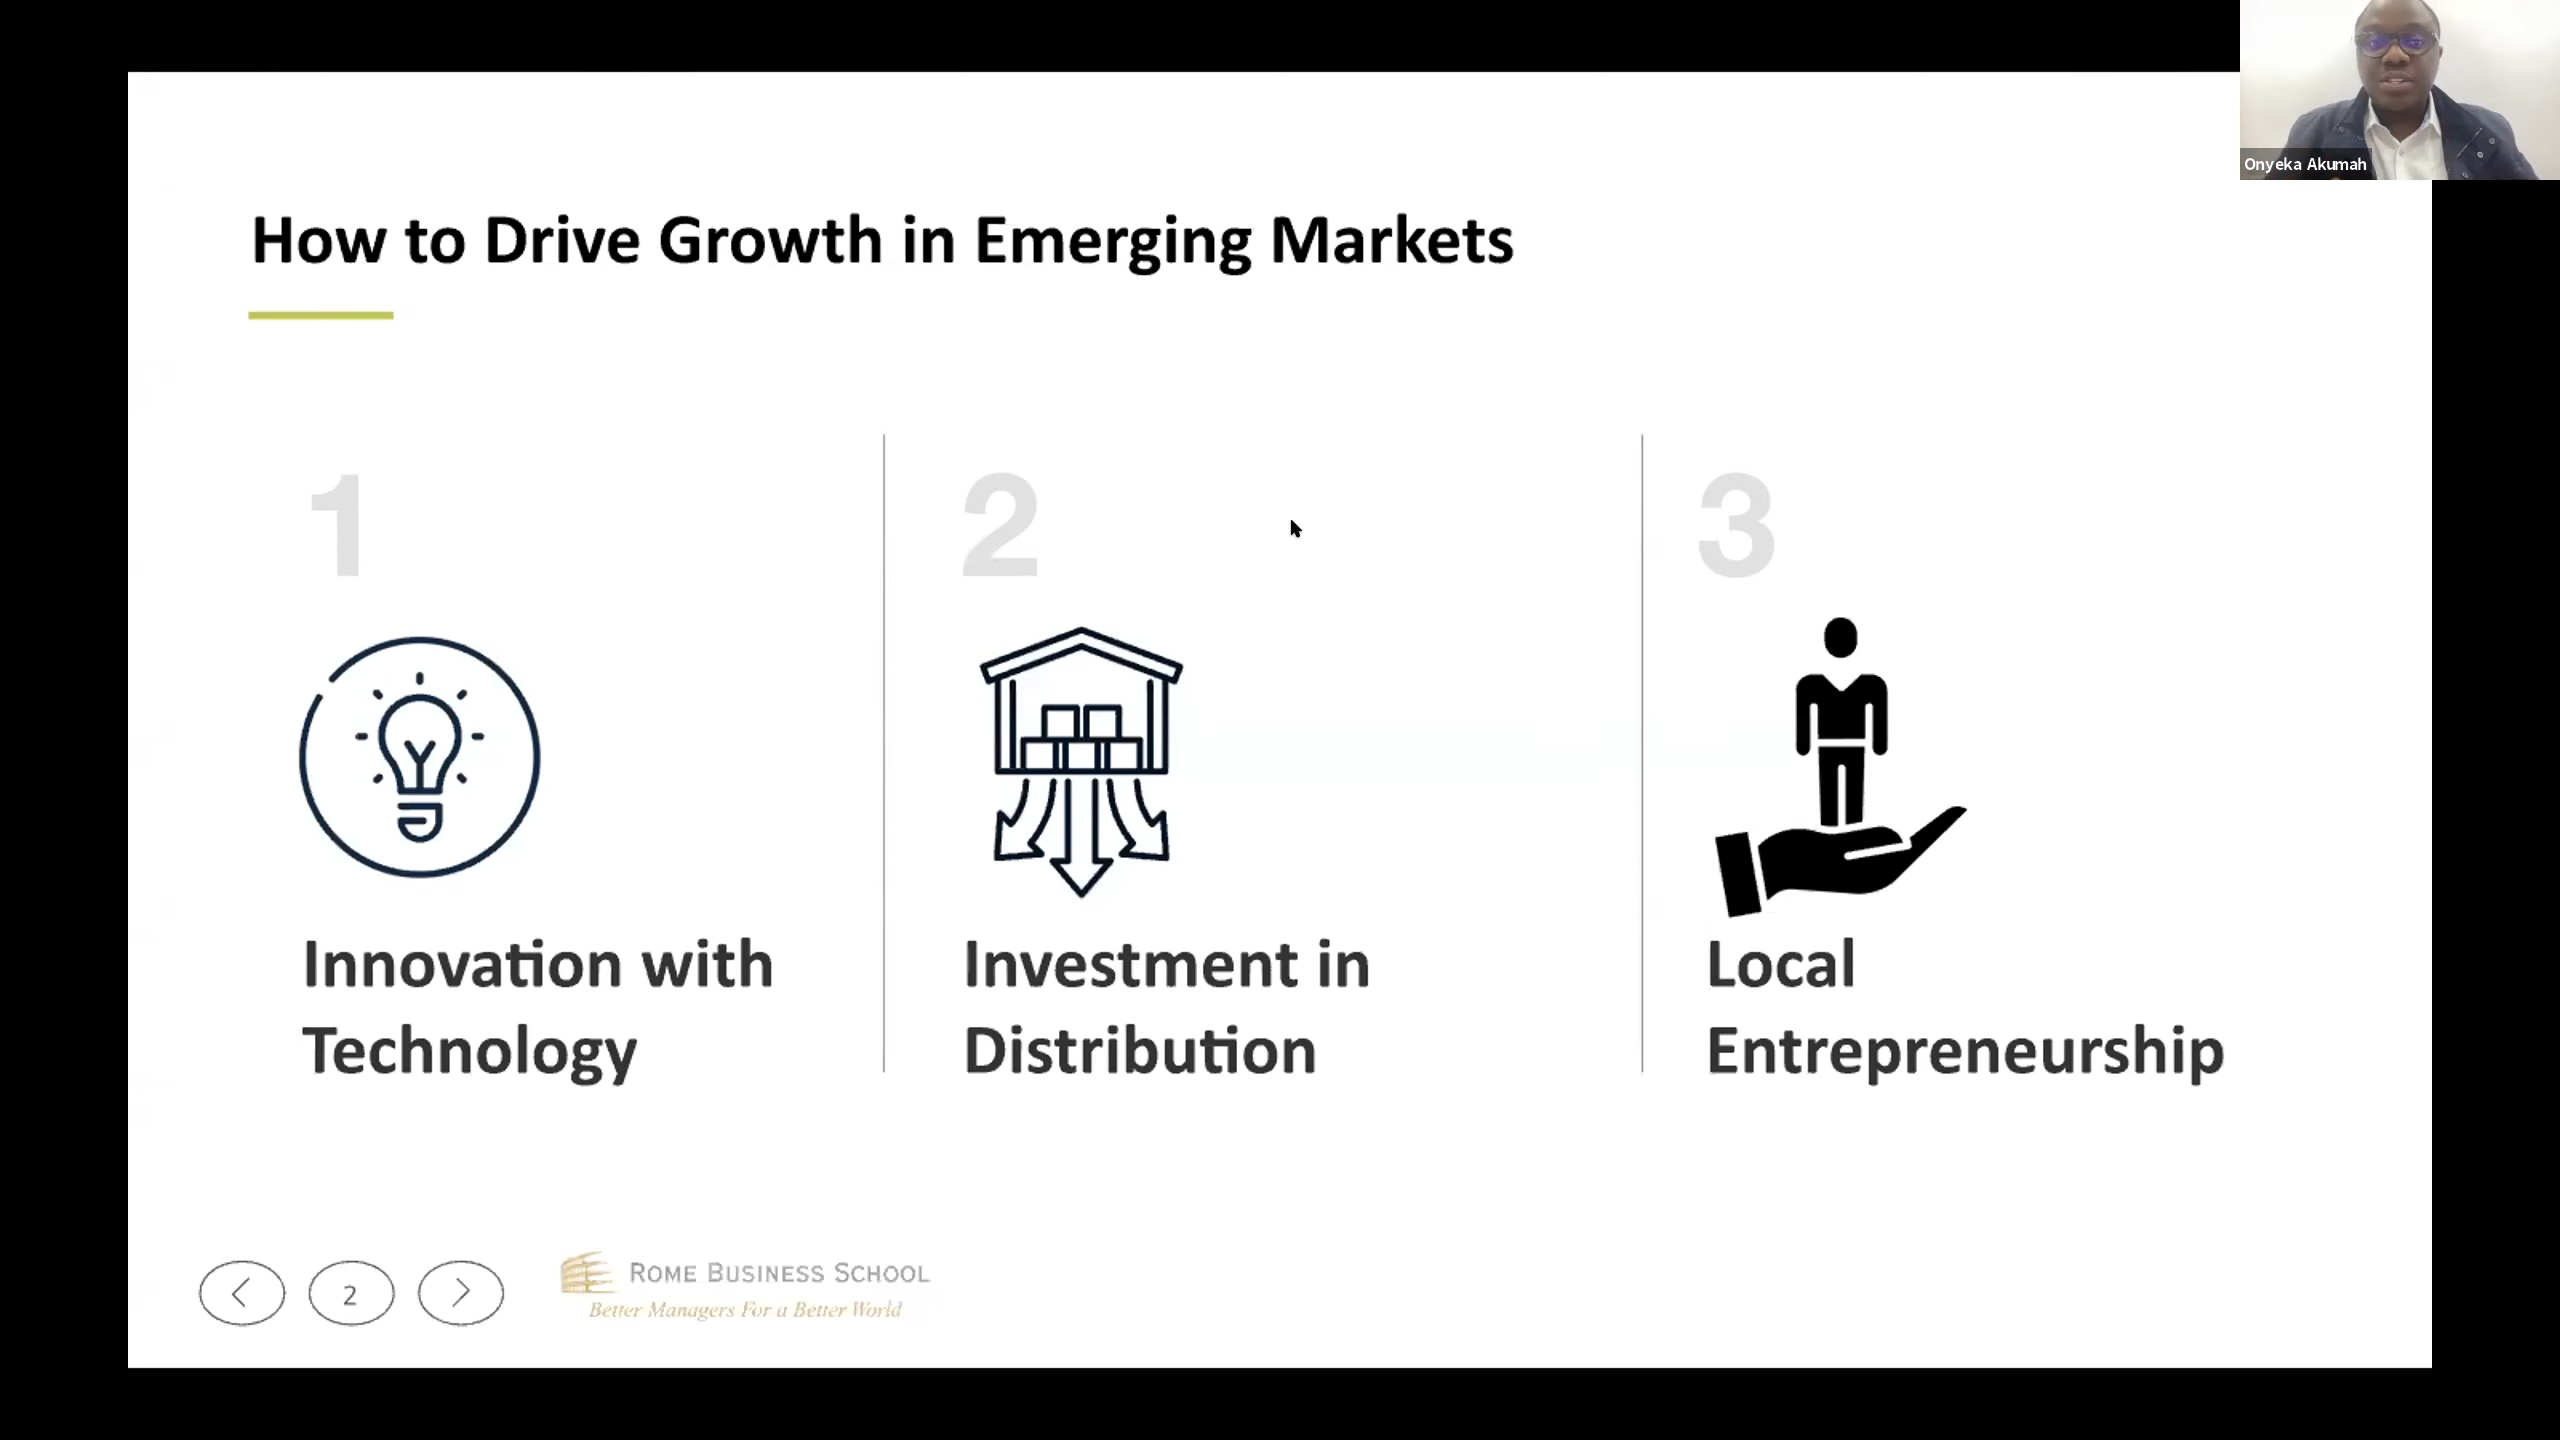 Onyeka Akumah
How to Drive Growth in Emerging Markets
1
Innovation with
Technology
2
Investment in
Distribution
3
Local
Entrepreneurship
2
ROME BUSINESS SCHOOL
Better Managers For a Better World